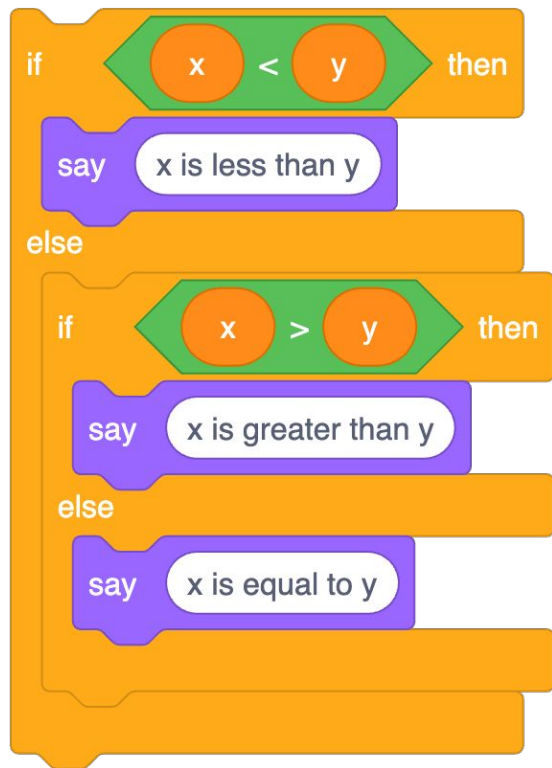 if x < y then
say x is less than y
else
if x > y then
say x is greater than y
else
say x is equal to y